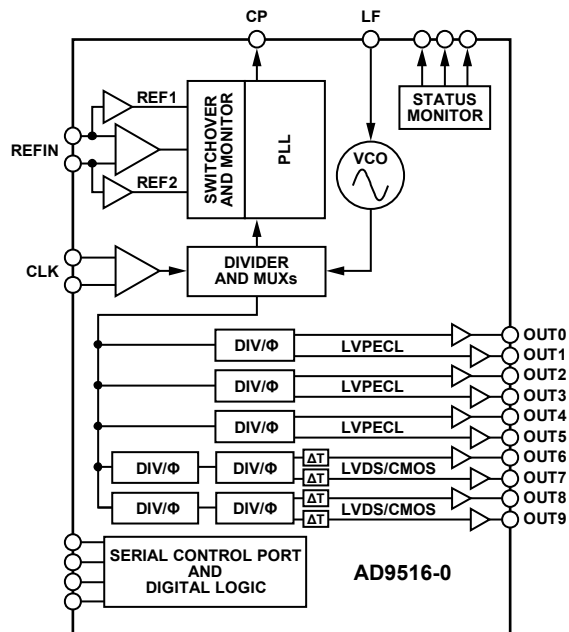 CP
LF
REF1
STATUS
MONITOR
REFIN
SWITCHOVER
AND MONITOR
PLL
VCO
REF2
CLK
DIVIDER
AND MUXs
DIV/Φ
LVPECL
OUT0
OUT1
DIV/Φ
LVPECL
OUT2
OUT3
DIV/Φ
LVPECL
OUT4
OUT5
DIV/Φ
DIV/Φ
ΔT
ΔT
LVDS/CMOS
OUT6
OUT7
DIV/Φ
DIV/Φ
ΔT
ΔT
LVDS/CMOS
OUT8
OUT9
SERIAL CONTROL PORT
AND
DIGITAL LOGIC
AD9516-0